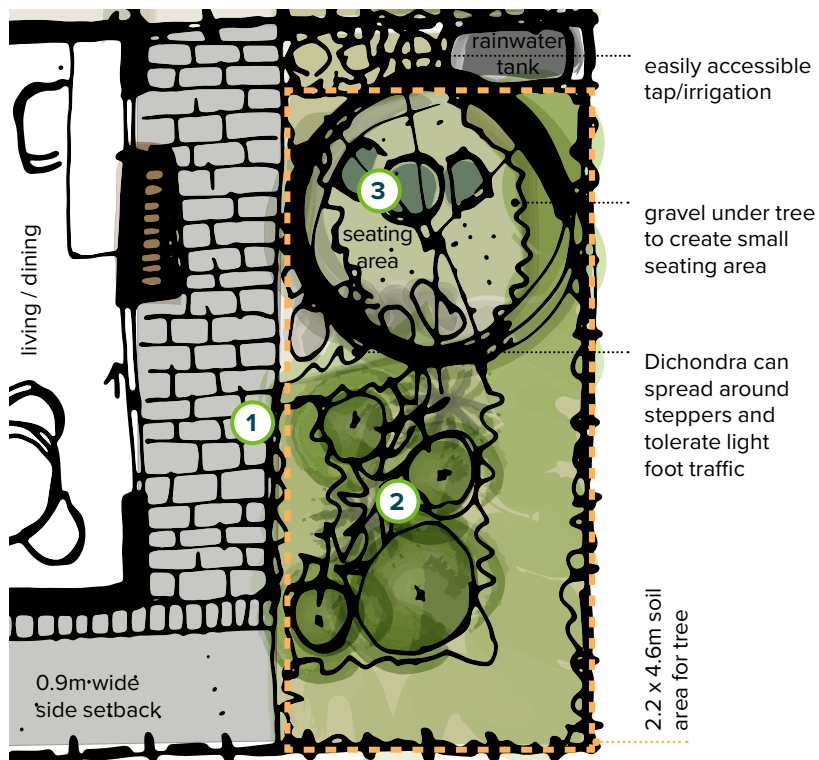 rainwater
tank
easily accessible
tap/irrigation
3
seating
area
gravel under tree
to create small
seating area
living / dining
Dichondra can
spread around
steppers and
tolerate light
foot traffic
1
2
2.2 x 4.6m soil
area for tree
0.9m wide
side setback